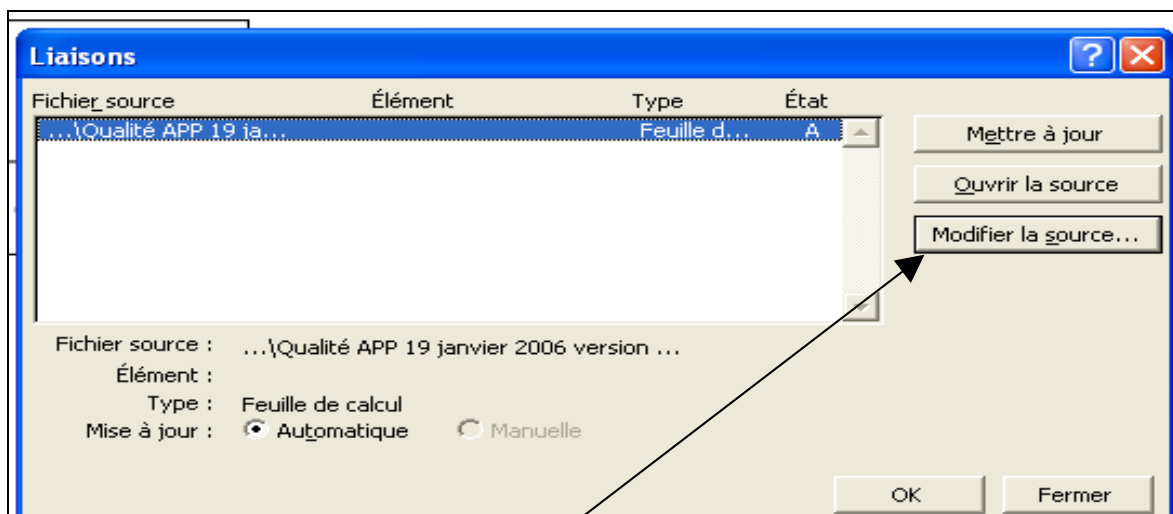 Liaisons
Fichier source Élément Type État
...\Qualité APP 19 ja... Feuille d... A
Mettre à jour
Ouvrir la source
Modifier la source...
Fichier source : ...\Qualité APP 19 janvier 2006 version ...
Élément :
Type : Feuille de calcul
Mise à jour : Automatique Manuelle
OK Fermer